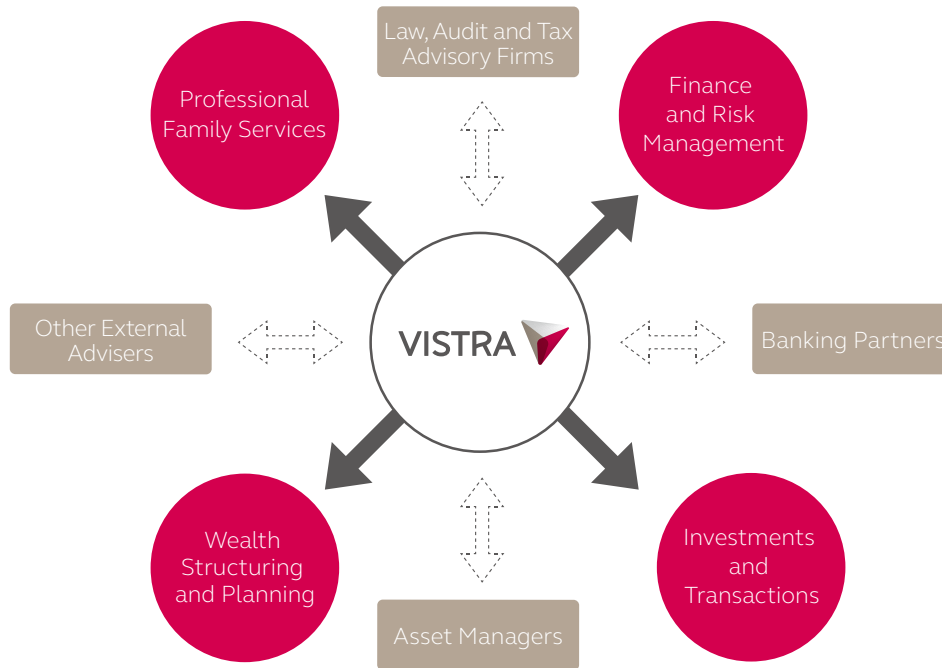 Law, Audit and Tax
Advisory Firms
Professional
Family Services
Finance
and Risk
Management
Other External
Advisers
VISTRA
Banking Partners
Wealth
Structuring
and Planning
Investments
and
Transactions
Asset Managers